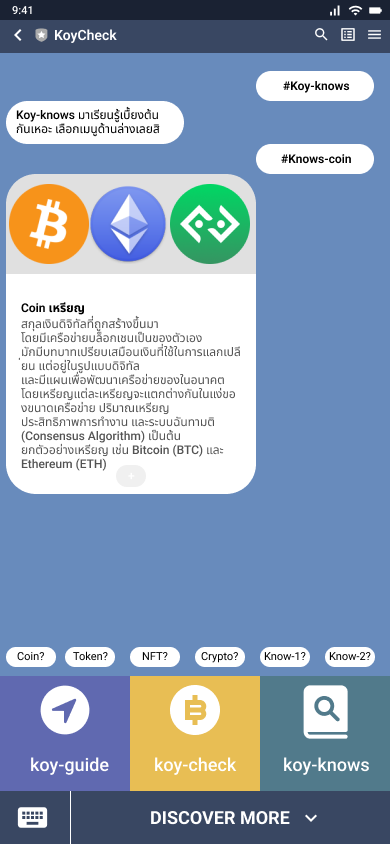 9:41
KoyCheck
#Koy-knows
Koy-knows มาเรียนรู้เบี้ยงต้น
กันเหอะ เลือกเมนูด้านล่างเลยสิ
#Knows-coin
Coin เหรียญ
สกุลเงินดิจิทัลที่ถูกสร้างขึ้นมา
โดยมีเครือข่ายบล็อกเชนเป็นของตัวเอง
มักมีบทบาทเปรียบเสมือนเงินที่ใช้ในการแลกเปลี่
ยน แต่อยู่ในรูปแบบดิจิทัล
และมีแผนเพื่อพัฒนาเครือข่ายของในอนาคต
โดยเหรียญแต่ละเหรียญจะแตกต่างกันในแง่ขอ
งขนาดเครือข่าย ปริมาณเหรียญ
ประสิทธิภาพการทำงาน และระบบฉันทามติ
(Consensus Algorithm) เป็นต้น
ยกตัวอย่างเหรียญ เช่น Bitcoin (BTC) และ
Ethereum (ETH)
+
Coin?
Token?
NFT?
Crypto?
Know-1?
Know-2?
koy-guide
koy-check
koy-knows
DISCOVER MORE